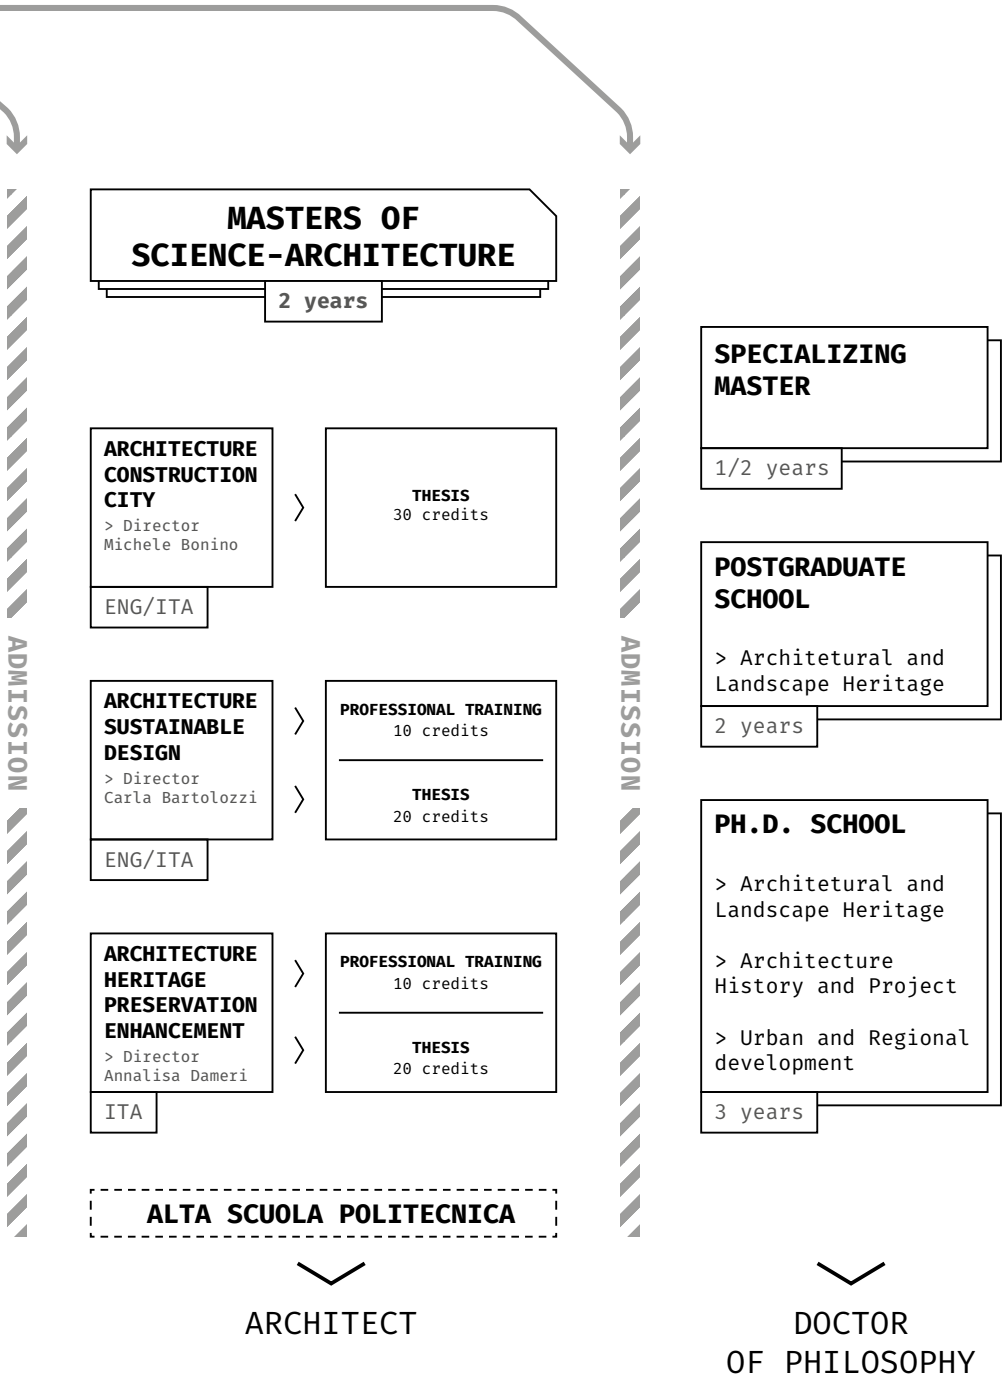 ADMISSION
MASTERS OF
SCIENCE-ARCHITECTURE
2 years
ARCHITECTURE
CONSTRUCTION
CITY
> Director
Michele Bonino
ENG/ITA
THESIS
30 credits
ARCHITECTURE
SUSTAINABLE
DESIGN
> Director
Carla Bartolozzi
ENG/ITA
PROFESSIONAL TRAINING
10 credits
THESIS
20 credits
ARCHITECTURE
HERITAGE
PRESERVATION
ENHANCEMENT
> Director
Annalisa Dameri
ITA
PROFESSIONAL TRAINING
10 credits
THESIS
20 credits
ALTA SCUOLA POLITECNICA
ARCHITECT
ADMISSION
SPECIALIZING
MASTER
1/2 years
POSTGRADUATE
SCHOOL
> Architetural and
Landscape Heritage
2 years
PH.D. SCHOOL
> Architetural and
Landscape Heritage
> Architecture
History and Project
> Urban and Regional
development
3 years
DOCTOR
OF PHILOSOPHY